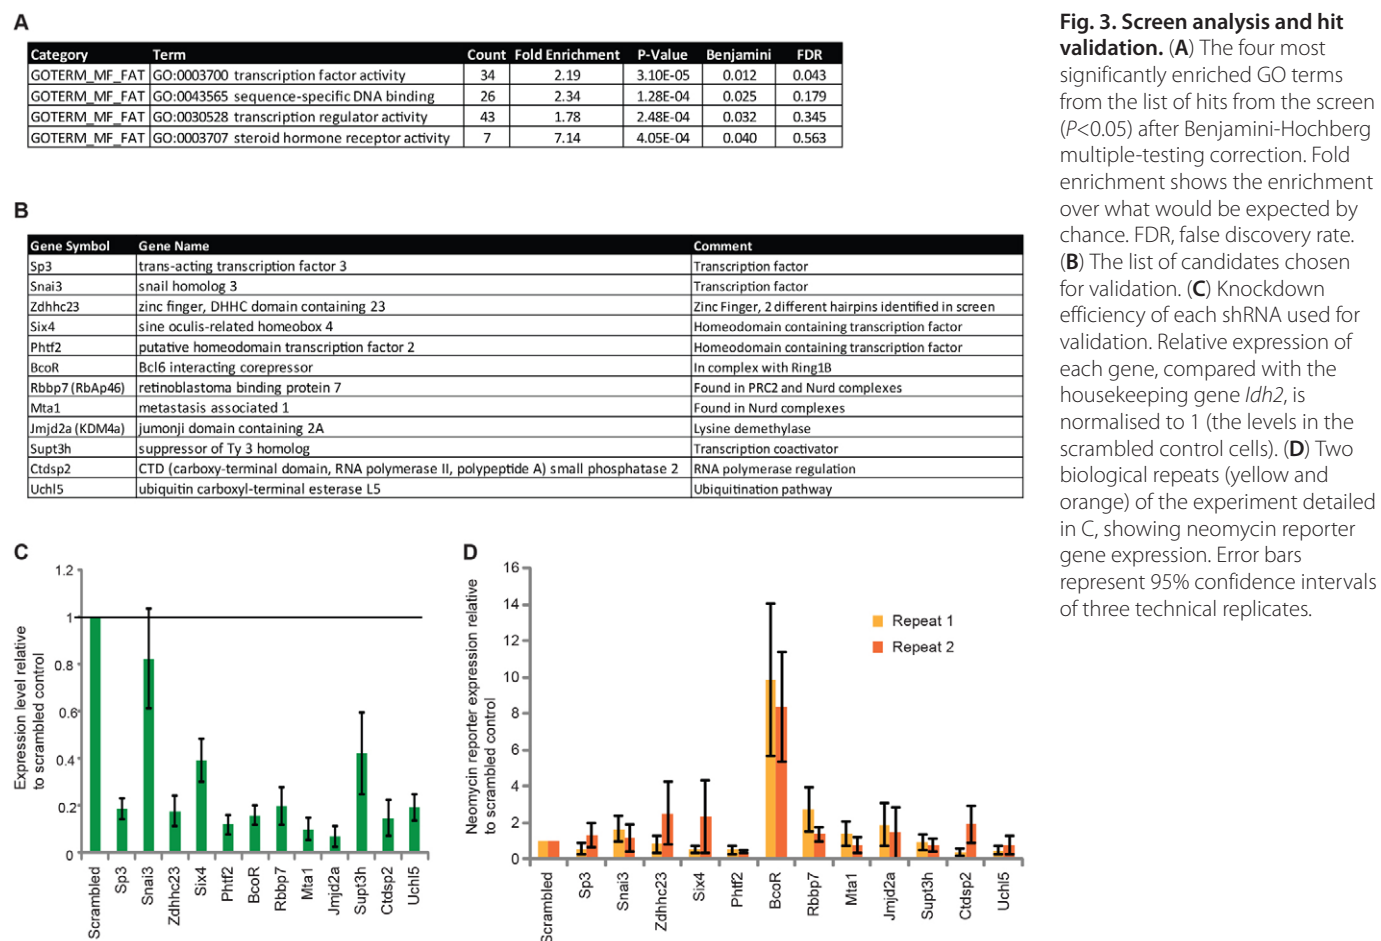 A
Category Term Count Fold Enrichment P-Value Benjamini FDR
GOTERM_MF_FAT GO:0003700 transcription factor activity 34 2.19 3.10E-05 0.012 0.043
GOTERM_MF_FAT GO:0043565 sequence-specific DNA binding 26 2.34 1.28E-04 0.025 0.179
GOTERM_MF_FAT GO:0030528 transcription regulator activity 43 1.78 2.48E-04 0.032 0.345
GOTERM_MF_FAT GO:0003707 steroid hormone receptor activity 7 7.14 4.05E-04 0.040 0.563
B
Gene Symbol Gene Name Comment
Sp3 trans-acting transcription factor 3 Transcription factor
Snai3 snail homolog 3 Transcription factor
Zdhhc23 zinc finger, DHHC domain containing 23 Zinc Finger, 2 different hairpins identified in screen
Six4 sine oculis-related homeobox 4 Homeodomain containing transcription factor
Phtf2 putative homeodomain transcription factor 2 Homeodomain containing transcription factor
BcoR Bcl6 interacting corepressor In complex with Ring1B
Rbbp7 (RbAp46) retinoblastoma binding protein 7 Found in PRC2 and Nurd complexes
Mta1 metastasis associated 1 Found in Nurd complexes
Jmjd2a (KDM4a) jumonji domain containing 2A Lysine demethylase
Supt3h suppressor of Ty 3 homolog Transcription coactivator
Ctdsp2 CTD (carboxy-terminal domain, RNA polymerase II, polypeptide A) small phosphatase 2 RNA polymerase regulation
Uchl5 ubiquitin carboxyl-terminal esterase L5 Ubiquitination pathway
C
Expression level relative
to scrambled control
1.2
1
0.8
0.6
0.4
0.2
0
Scrambled
Sp3
Snai3
Zdhhc23
Six4
Phtf2
BcoR
Rbbp7
Mta1
Jmjd2a
Supt3h
Ctdsp2
Uchl5
D
Neomycin reporter expression relative
to scrambled control
16
14
12
10
8
6
4
2
0
Repeat 1
Repeat 2
Scrambled
Sp3
Snai3
Zdhhc23
Six4
Phtf2
BcoR
Rbbp7
Mta1
Jmjd2a
Supt3h
Ctdsp2
Uchl5
Fig. 3. Screen analysis and hit
validation. (A) The four most
significantly enriched GO terms
from the list of hits from the screen
(P<0.05) after Benjamini-Hochberg
multiple-testing correction. Fold
enrichment shows the enrichment
over what would be expected by
chance. FDR, false discovery rate.
(B) The list of candidates chosen
for validation. (C) Knockdown
efficiency of each shRNA used for
validation. Relative expression of
each gene, compared with the
housekeeping gene Idh2, is
normalised to 1 (the levels in the
scrambled control cells). (D) Two
biological repeats (yellow and
orange) of the experiment detailed
in C, showing neomycin reporter
gene expression. Error bars
represent 95% confidence intervals
of three technical replicates.